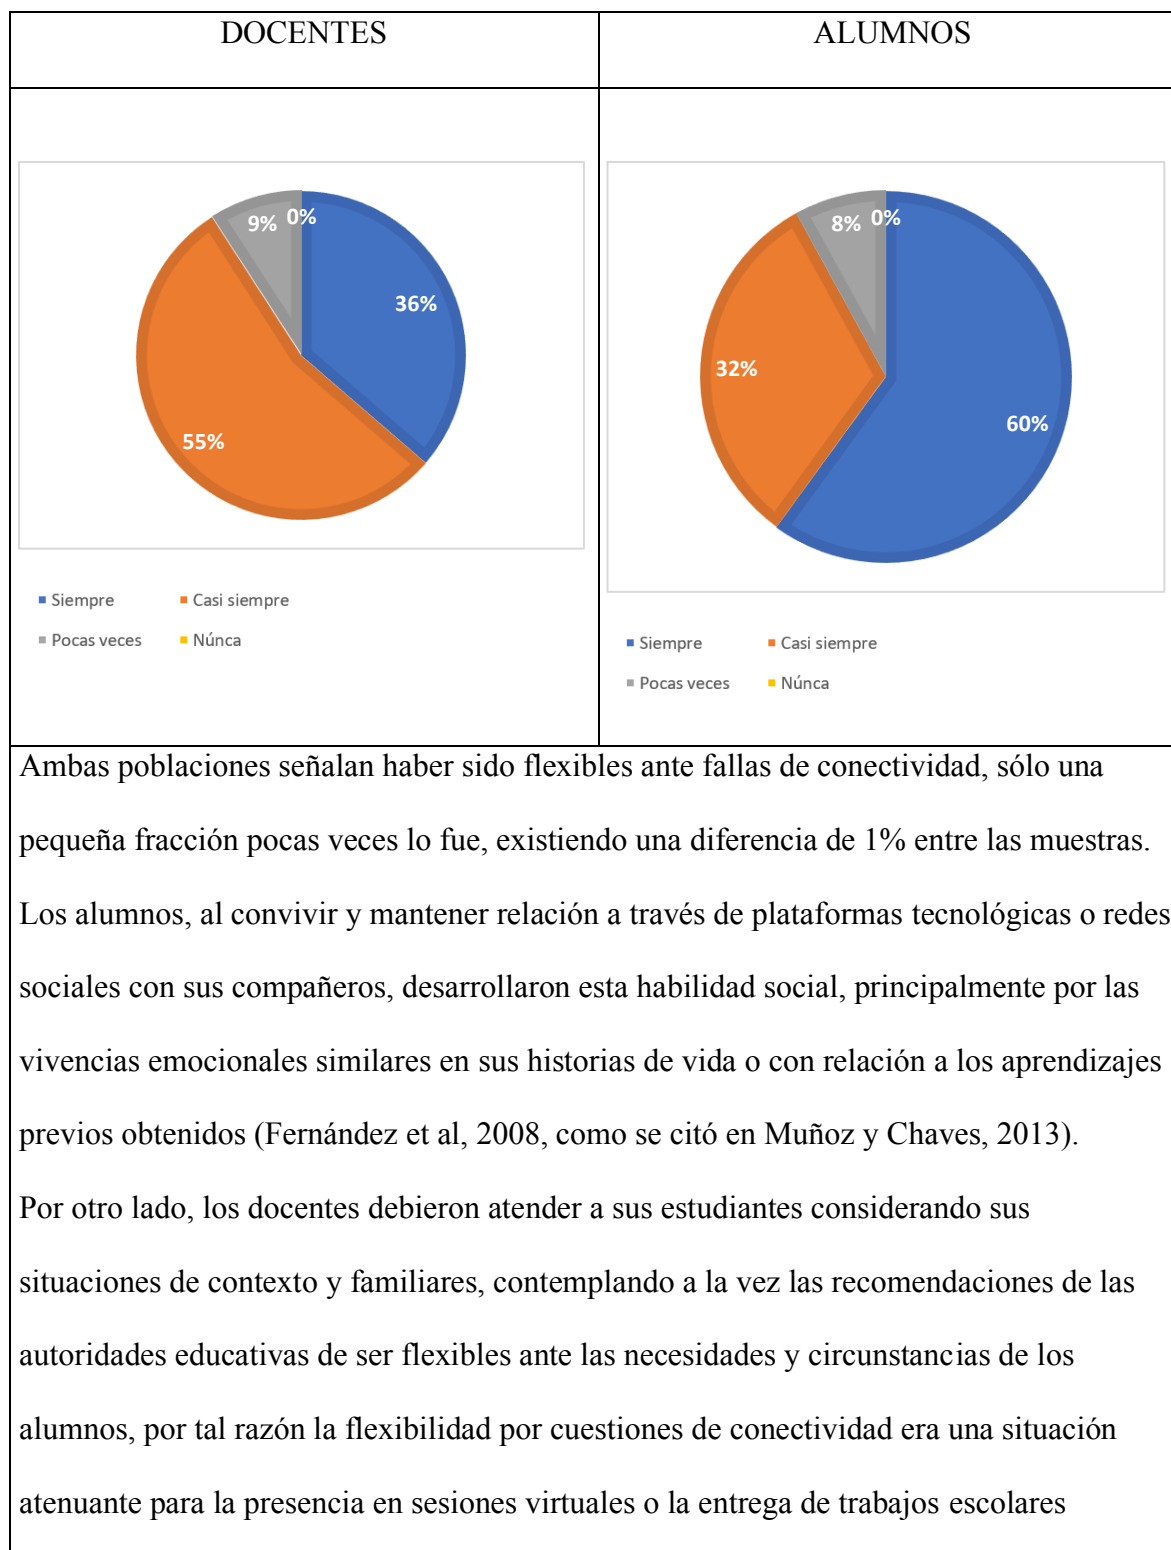 DOCENTES
ALUMNOS
9%
0%
36%
55%
Siempre
Casi siempre
Pocas veces
Núnca
8%
0%
32%
60%
Siempre
Casi siempre
Pocas veces
Núnca
Ambas poblaciones señalan haber sido flexibles ante fallas de conectividad, sólo una
pequeña fracción pocas veces lo fue, existiendo una diferencia de 1% entre las muestras.
Los alumnos, al convivir y mantener relación a través de plataformas tecnológicas o redes
sociales con sus compañeros, desarrollaron esta habilidad social, principalmente por las
vivencias emocionales similares en sus historias de vida o con relación a los aprendizajes
previos obtenidos (Fernández et al, 2008, como se citó en Muñoz y Chaves, 2013).
Por otro lado, los docentes debieron atender a sus estudiantes considerando sus
situaciones de contexto y familiares, contemplando a la vez las recomendaciones de las
autoridades educativas de ser flexibles ante las necesidades y circunstancias de los
alumnos, por tal razón la flexibilidad por cuestiones de conectividad era una situación
atenuante para la presencia en sesiones virtuales o la entrega de trabajos escolares